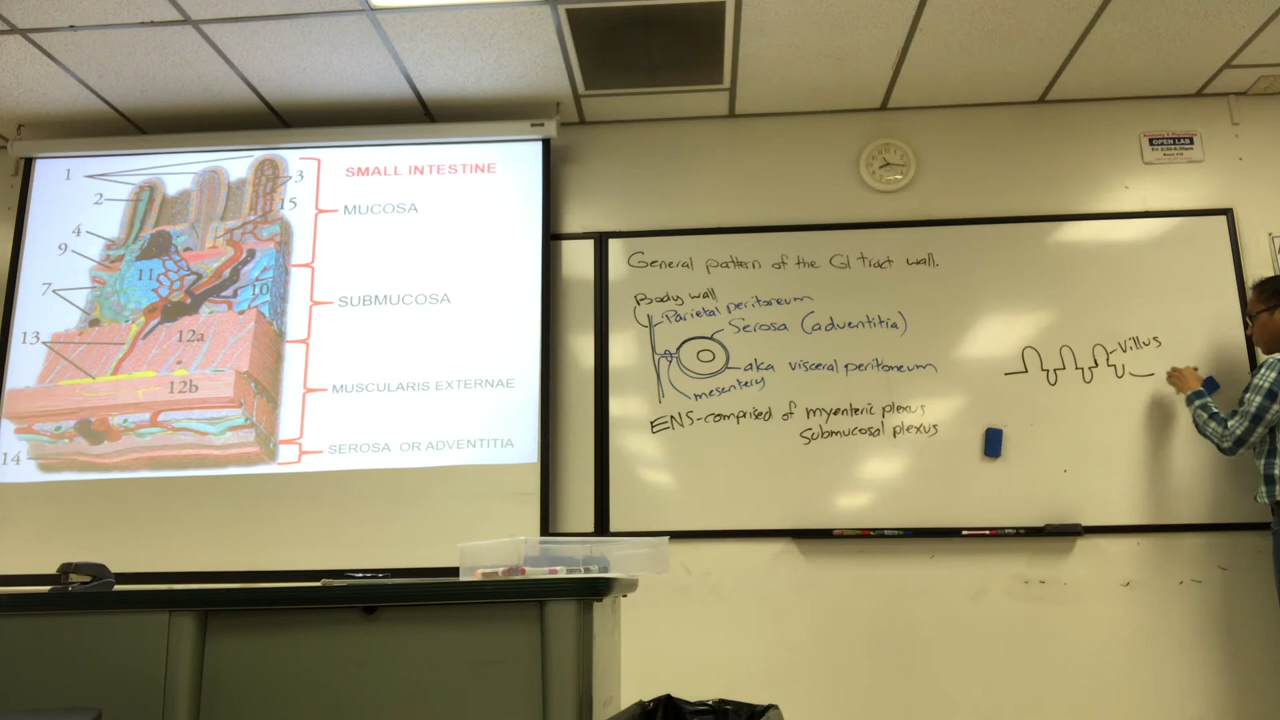 SMALL INTESTINE
1
3
2
15
MUCOSA
4
9
11
7
10
SUBMUCOSA
13
12a
12b
MUSCULARIS EXTERNAE
14
SEROSA OR ADVENTITIA
OPEN LAB
General pattern of the GI tract wall.
Body wall
Parietal peritoneum
Serosa (adventitia)
aka visceral peritoneum
mesentery
ENS-comprised of myenteric plexus
Submucosal plexus
Villus